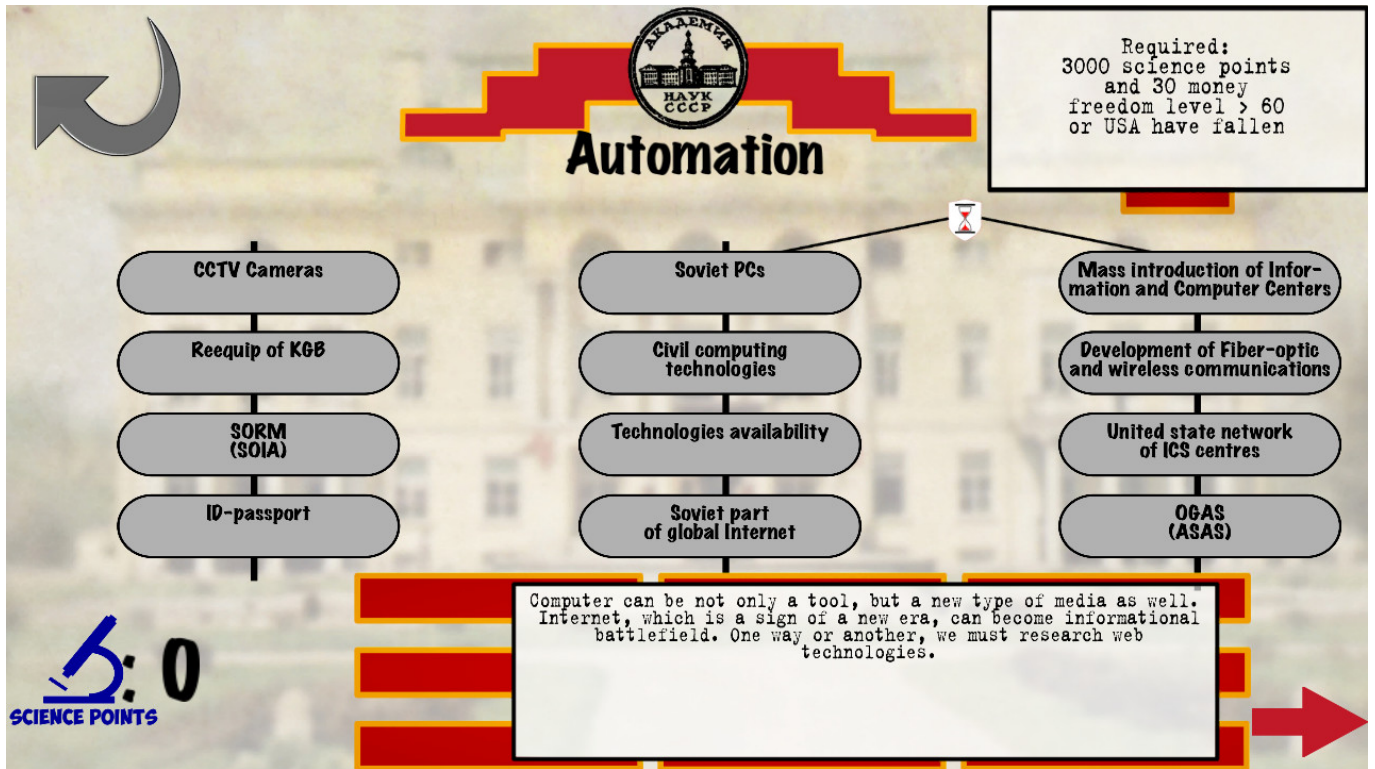 АКАДЕМИЯ
НАУК
СССР
Automation
Required:
3000 science points
and 30 money
freedom level > 60
or USA have fallen
CCTV Cameras
Reequip of KGB
SORM
(SOIA)
ID-passport
Soviet PCs
Civil computing
technologies
Technologies availability
Soviet part
of global Internet
Mass introduction of Infor-
mation and Computer Centers
Development of Fiber-optic
and wireless communications
United state network
of ICS centres
OGAS
(ASAS)
: 0
SCIENCE POINTS
Computer can be not only a tool, but a new type of media as well.
Internet, which is a sign of a new era, can become informational
battlefield. One way or another, we must research web
technologies.